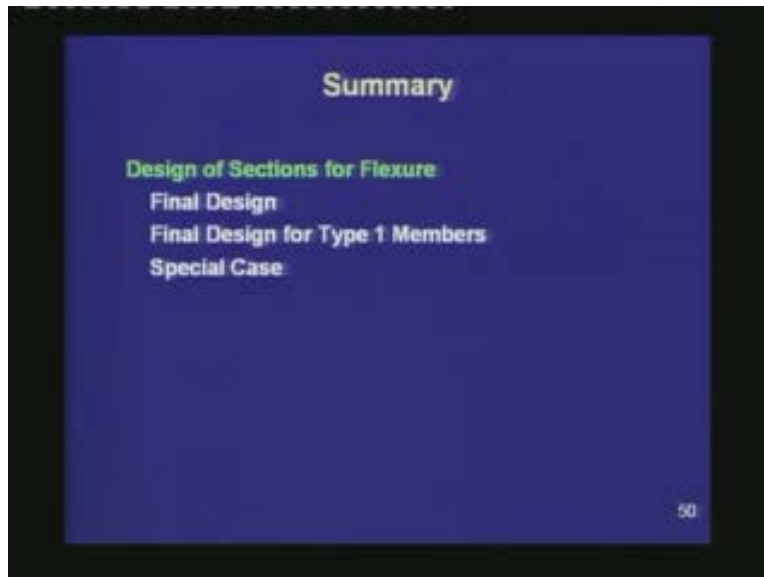 Summary
Design of Sections for Flexure
Final Design
Final Design for Type 1 Members
Special Case
50